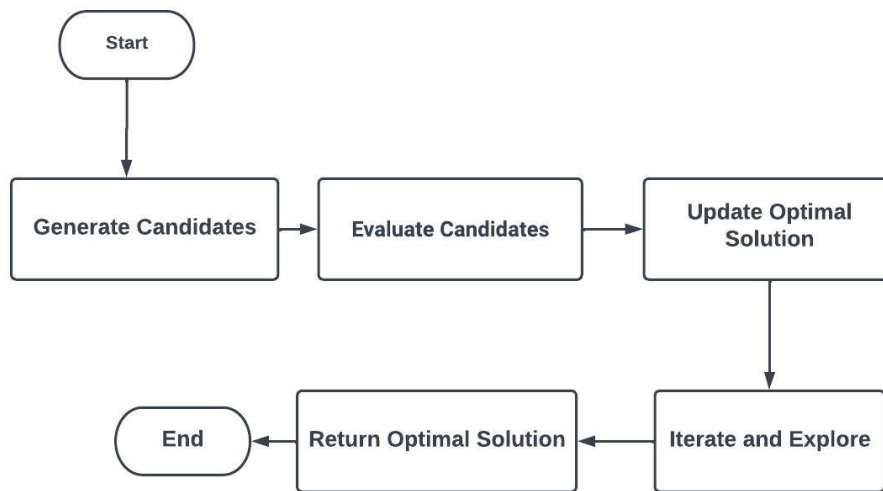 Start
Generate Candidates
Evaluate Candidates
Update Optimal
Solution
Iterate and Explore
Return Optimal Solution
End